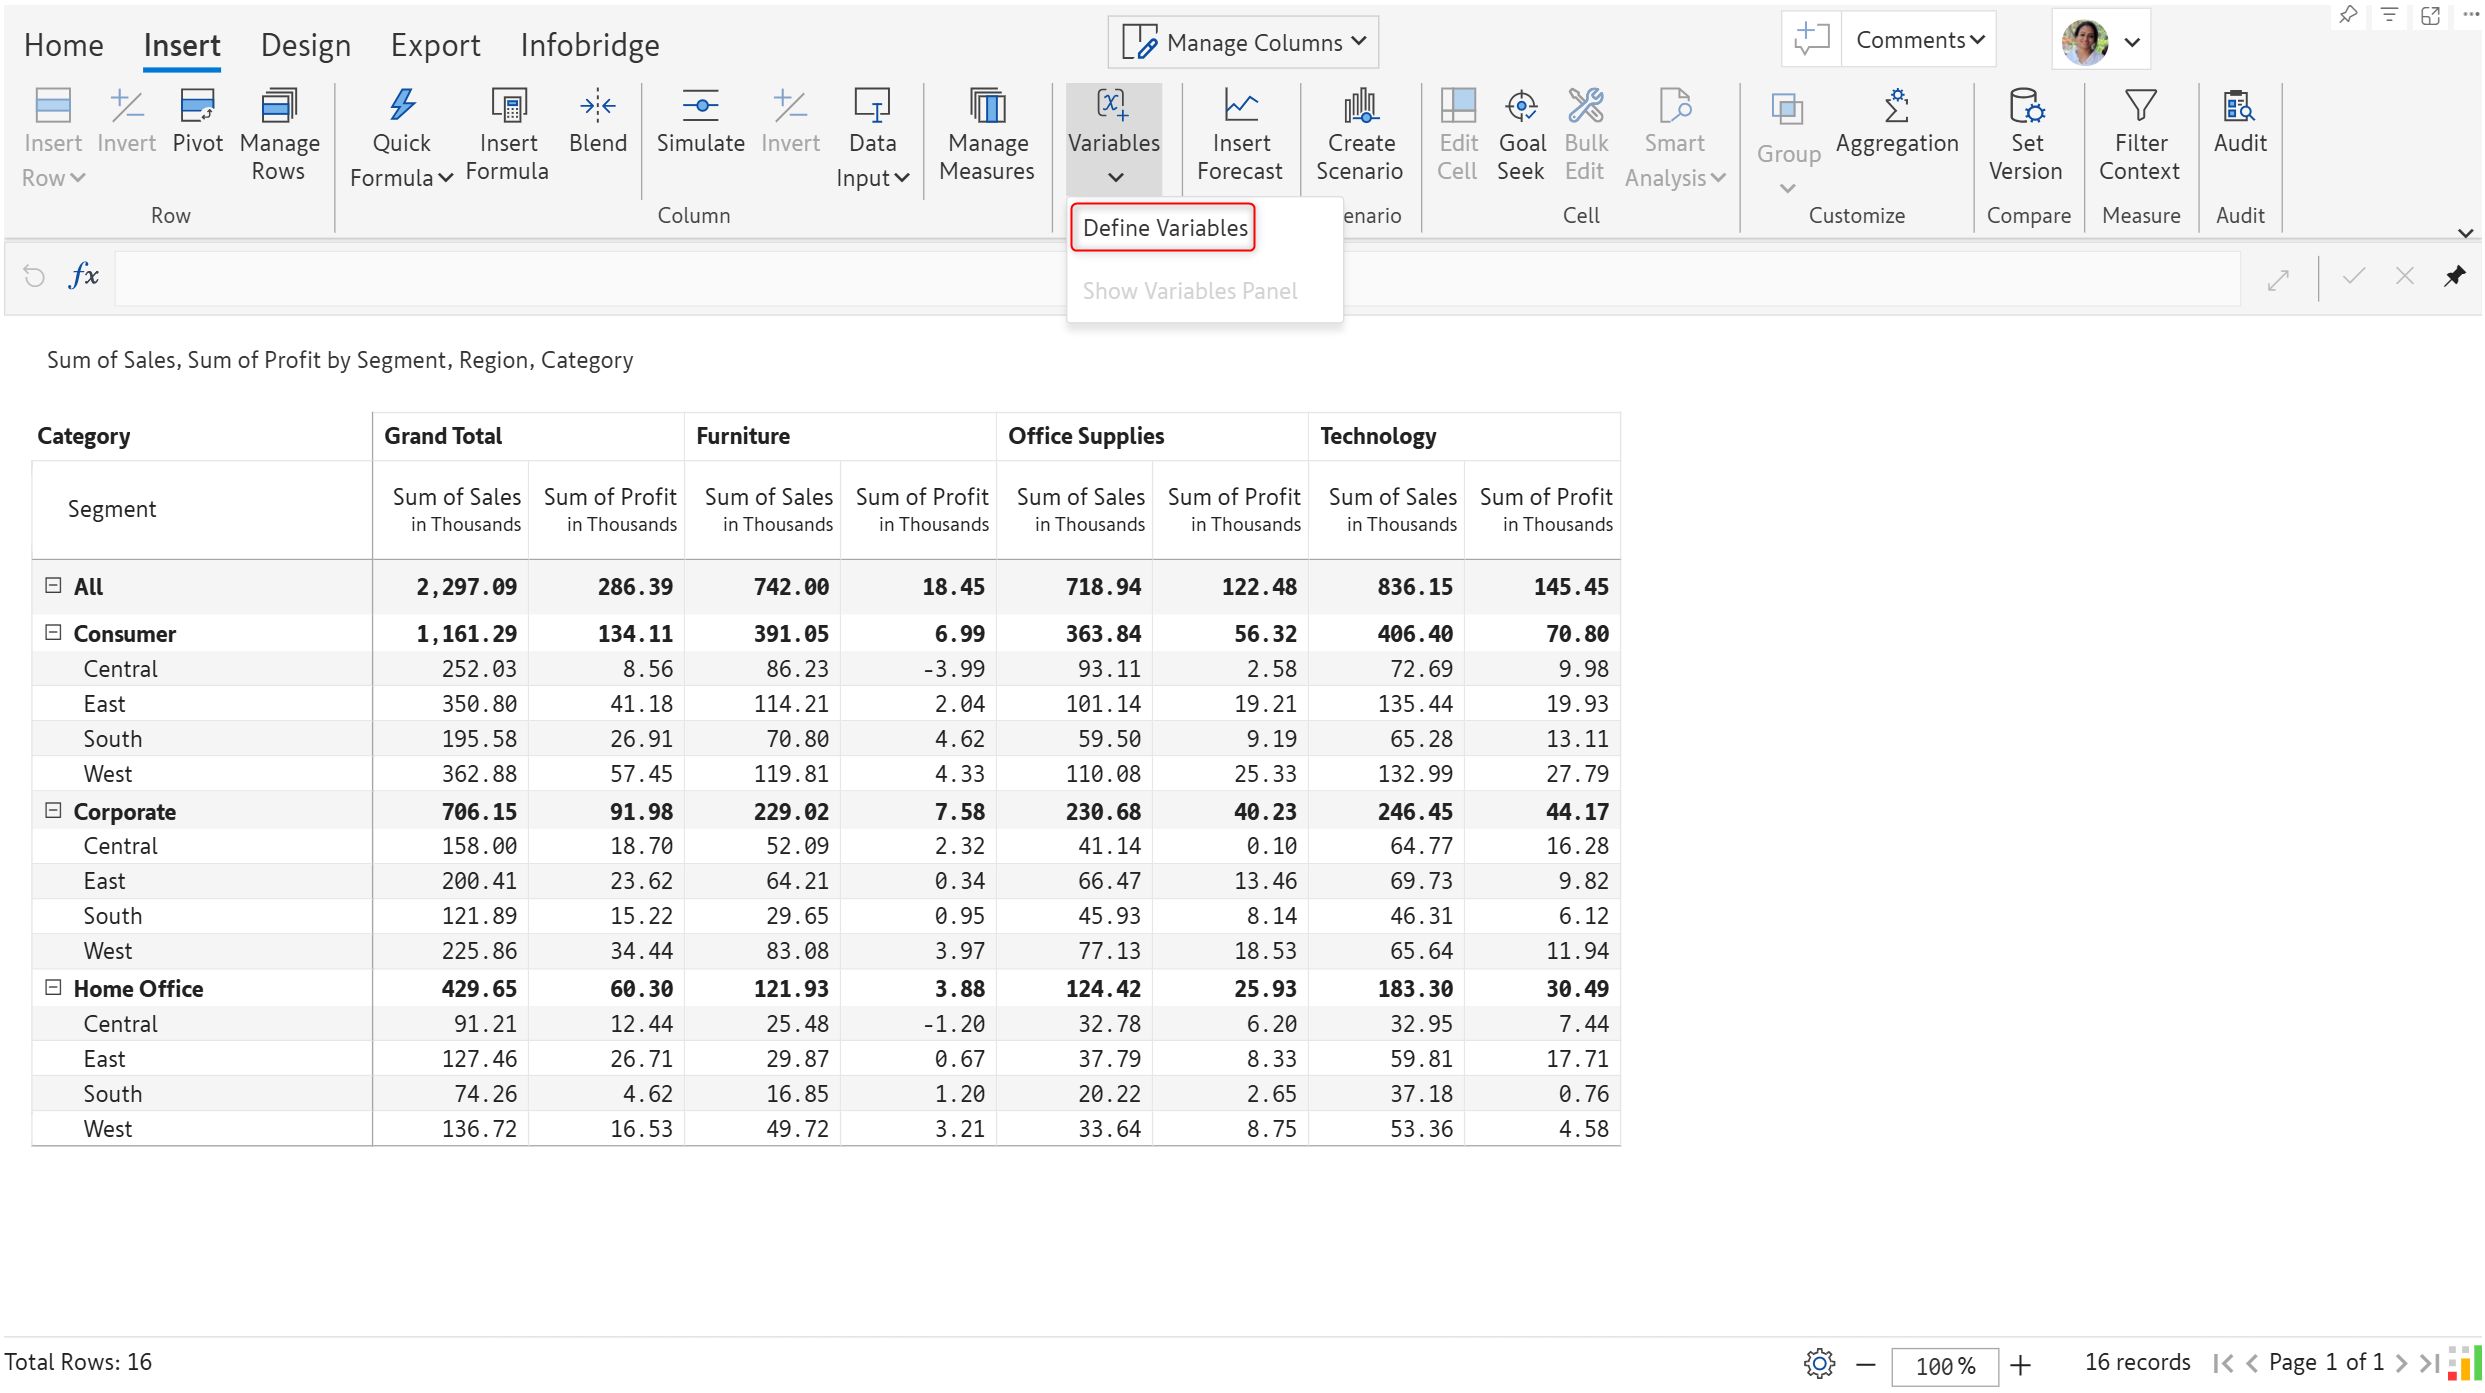 Home Insert Design Export Infobridge Manage Columns Comments
Insert Row Invert Pivot Manage Rows Quick Formula Insert Formula Blend Simulate Invert Data Input Manage Measures Variables Insert Forecast Create Scenario Edit Cell Goal Seek Bulk Edit Smart Analysis Group Aggregation Set Version Filter Context Audit
Row Column enario Cell Customize Compare Measure Audit
Define Variables
Show Variables Panel
fx
Sum of Sales, Sum of Profit by Segment, Region, Category
Category Grand Total Furniture Office Supplies Technology
Segment Sum of Sales Sum of Profit Sum of Sales Sum of Profit Sum of Sales Sum of Profit Sum of Sales Sum of Profit
in Thousands in Thousands in Thousands in Thousands in Thousands in Thousands in Thousands in Thousands
All 2,297.09 286.39 742.00 18.45 718.94 122.48 836.15 145.45
Consumer 1,161.29 134.11 391.05 6.99 363.84 56.32 406.40 70.80
Central 252.03 8.56 86.23 -3.99 93.11 2.58 72.69 9.98
East 350.80 41.18 114.21 2.04 101.14 19.21 135.44 19.93
South 195.58 26.91 70.80 4.62 59.50 9.19 65.28 13.11
West 362.88 57.45 119.81 4.33 110.08 25.33 132.99 27.79
Corporate 706.15 91.98 229.02 7.58 230.68 40.23 246.45 44.17
Central 158.00 18.70 52.09 2.32 41.14 0.10 64.77 16.28
East 200.41 23.62 64.21 0.34 66.47 13.46 69.73 9.82
South 121.89 15.22 29.65 0.95 45.93 8.14 46.31 6.12
West 225.86 34.44 83.08 3.97 77.13 18.53 65.64 11.94
Home Office 429.65 60.30 121.93 3.88 124.42 25.93 183.30 30.49
Central 91.21 12.44 25.48 -1.20 32.78 6.20 32.95 7.44
East 127.46 26.71 29.87 0.67 37.79 8.33 59.81 17.71
South 74.26 4.62 16.85 1.20 20.22 2.65 37.18 0.76
West 136.72 16.53 49.72 3.21 33.64 8.75 53.36 4.58
Total Rows: 16 100 % 16 records Page 1 of 1